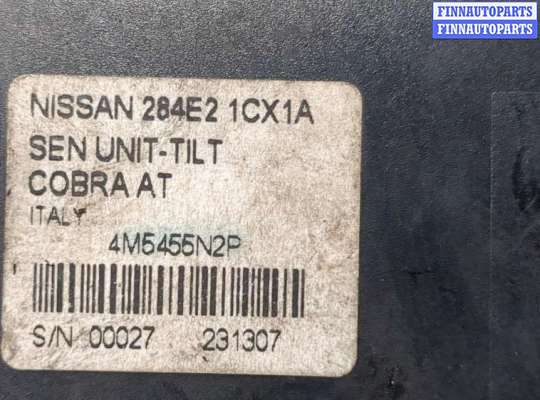 FINNAUTOPARTS
FINNAUTOPARTS
NISSAN 284E2 1CX1A
SEN UNIT-TILT
COBRA AT
ITALY
4M5455N2P
S/N 00027 231307